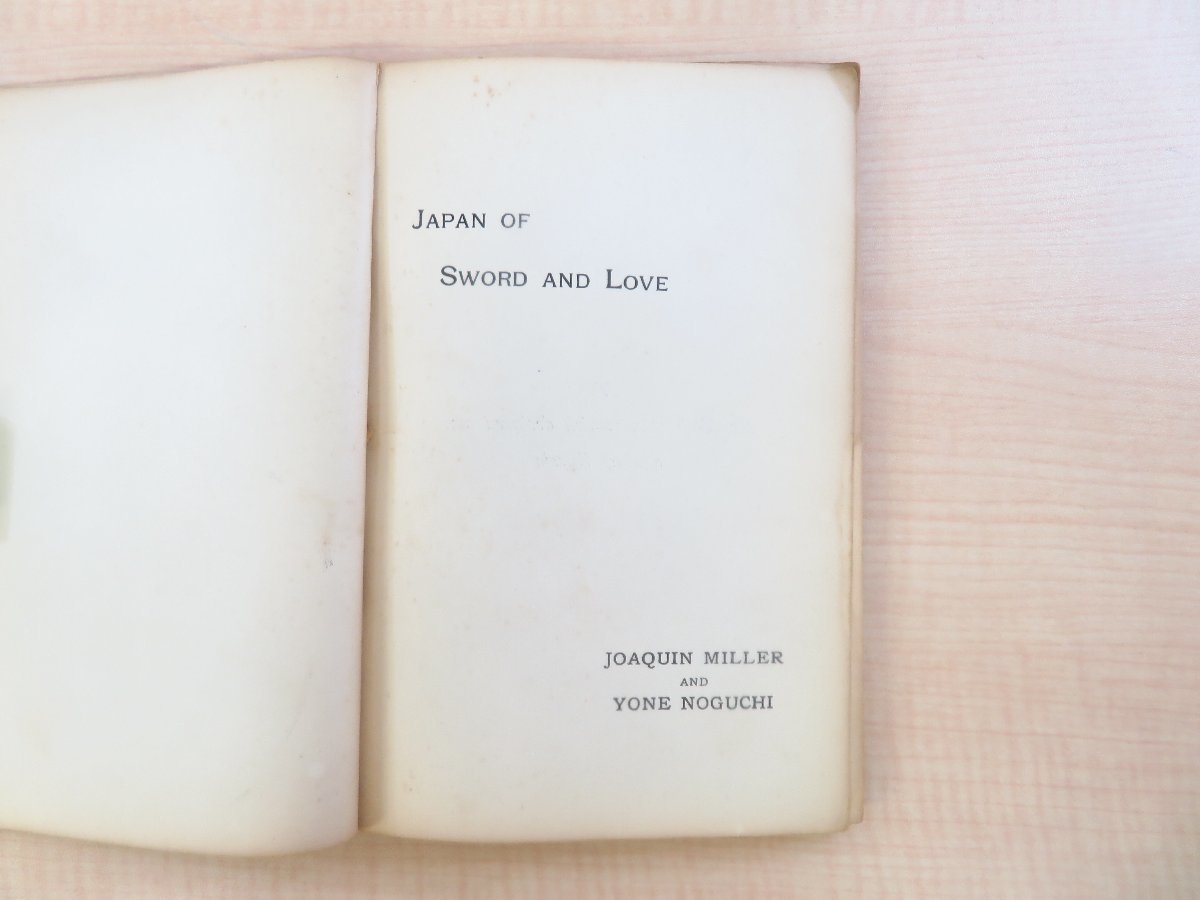 JAPAN OF
SWORD AND LOVE
JOAQUIN MILLER
AND
YONE NOGUCHI